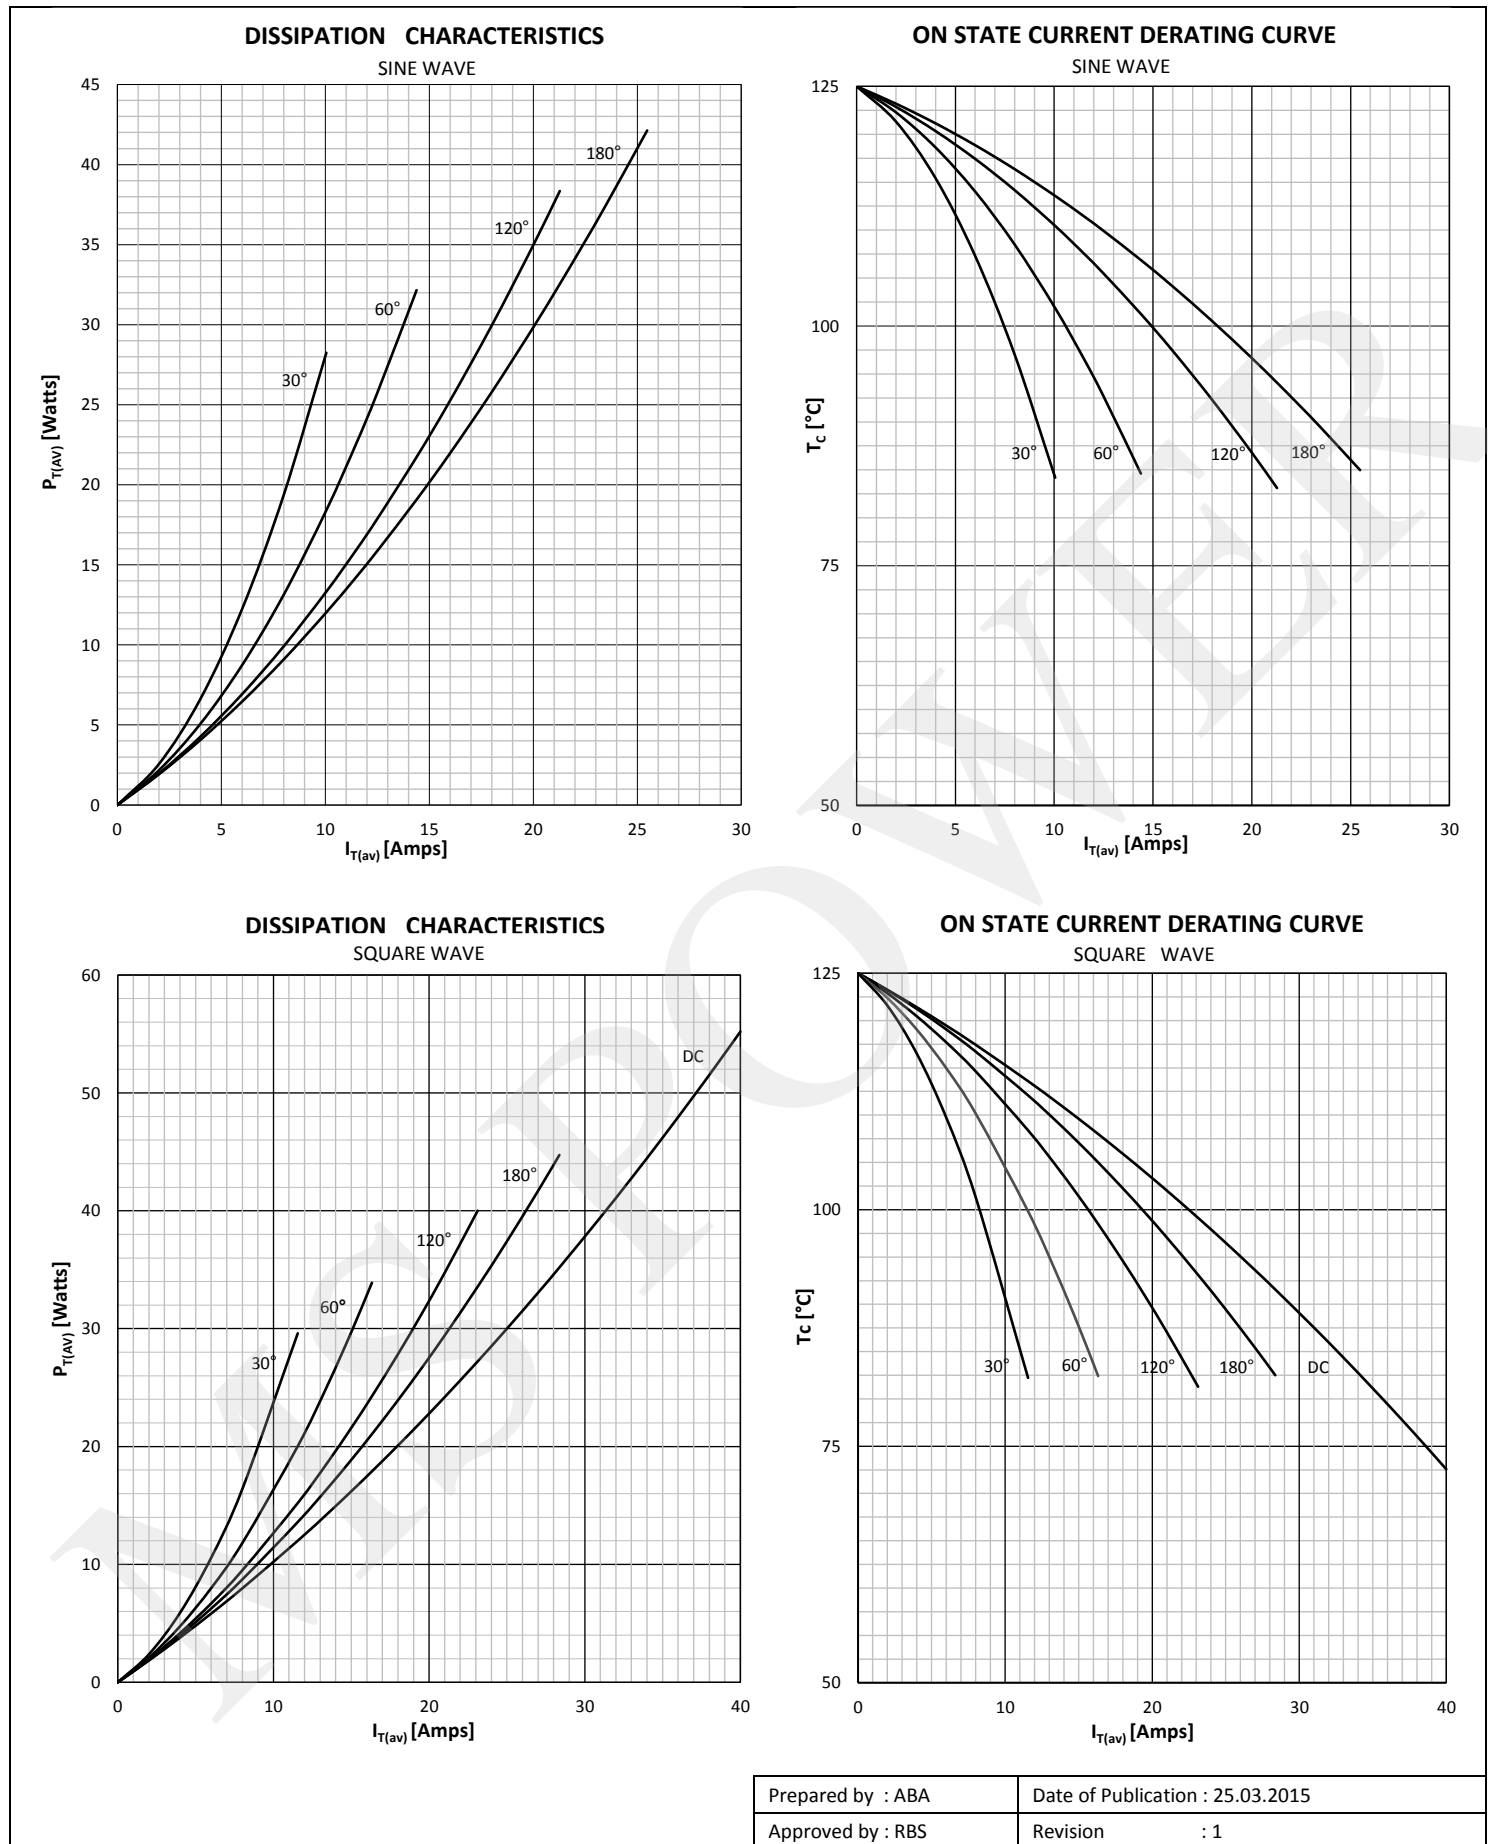 DISSIPATION CHARACTERISTICS
SINE WAVE
45
40
35
30
25
20
15
10
5
0
0 5 10 15 20 25 30
30°
60°
120°
180°
P_T(AV) [Watts]
I_T(av) [Amps]
ON STATE CURRENT DERATING CURVE
SINE WAVE
125
100
75
50
0 5 10 15 20 25 30
30° 60° 120° 180°
T_C [°C]
I_T(av) [Amps]
DISSIPATION CHARACTERISTICS
SQUARE WAVE
60
50
40
30
20
10
0
0 10 20 30 40
30°
60°
120°
180°
DC
P_T(AV) [Watts]
I_T(av) [Amps]
ON STATE CURRENT DERATING CURVE
SQUARE WAVE
125
100
75
50
0 10 20 30 40
30° 60° 120° 180° DC
Tc [°C]
I_T(av) [Amps]
MS POWER
Prepared by : ABA Date of Publication : 25.03.2015
Approved by : RBS Revision : 1